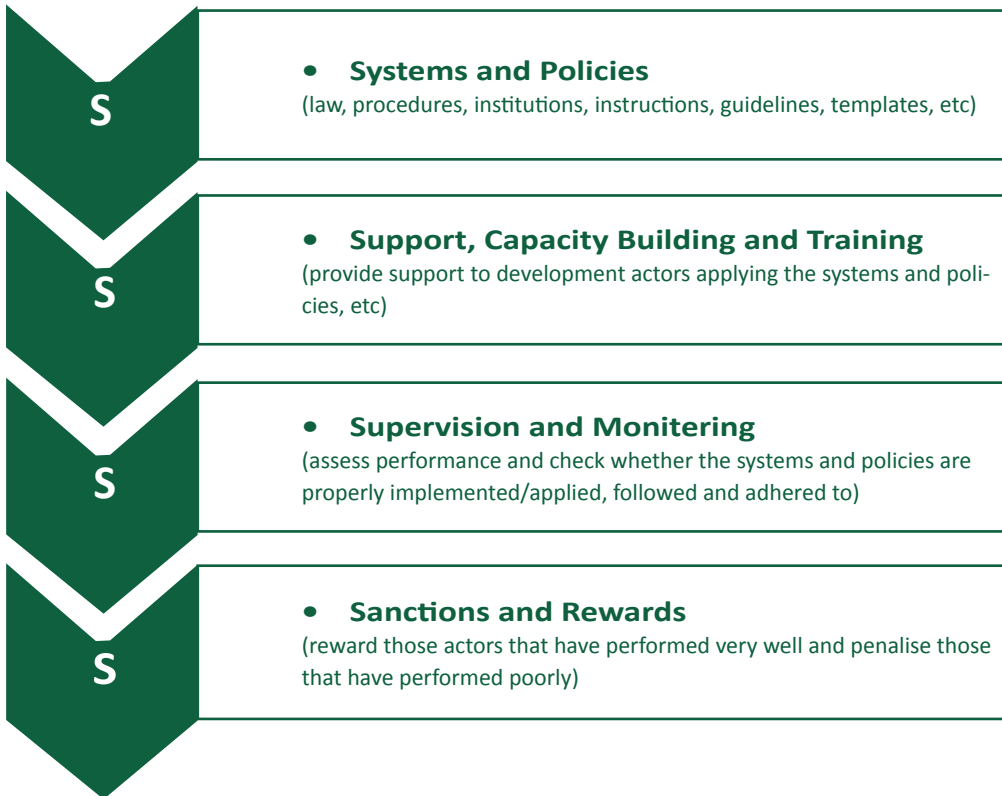 S
• Systems and Policies
(law, procedures, institutions, instructions, guidelines, templates, etc)
S
• Support, Capacity Building and Training
(provide support to development actors applying the systems and poli-
cies, etc)
S
• Supervision and Monitering
(assess performance and check whether the systems and policies are
properly implemented/applied, followed and adhered to)
S
• Sanctions and Rewards
(reward those actors that have performed very well and penalise those
that have performed poorly)